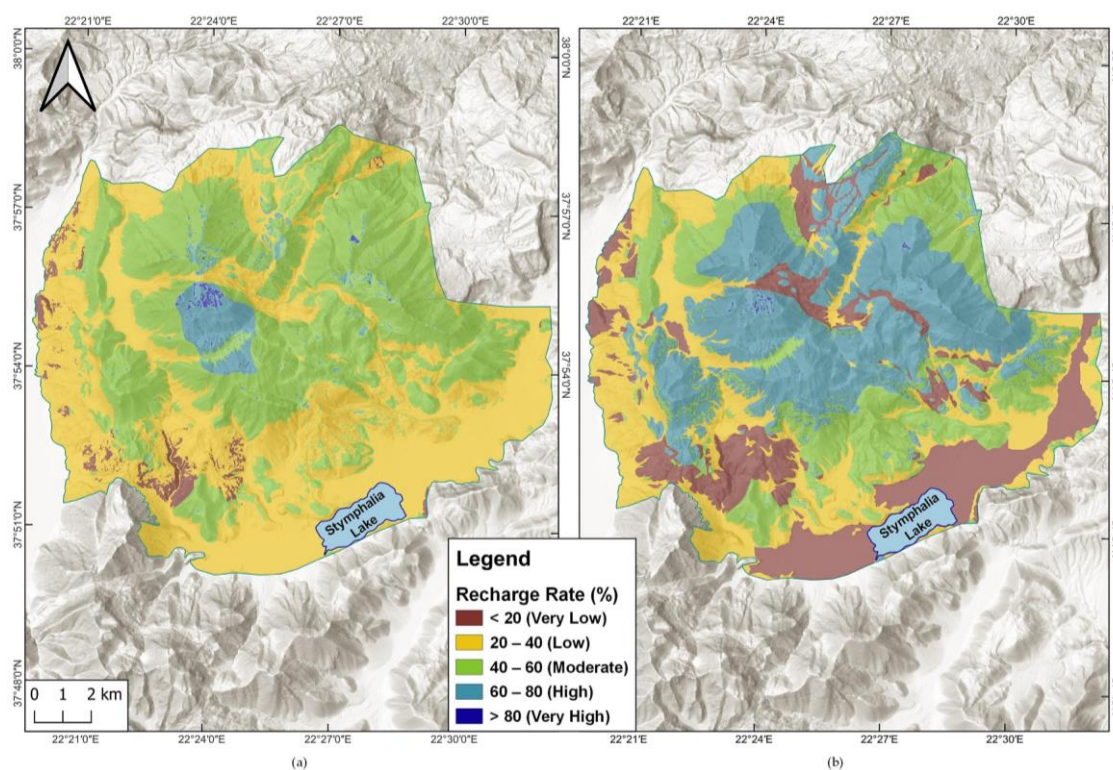 22°21'0"E 22°24'0"E 22°27'0"E 22°30'0"E
22°21'E 22°24'E 22°27'E 22°30'E
38°0'0"N
37°57'0"N
37°54'0"N
37°51'0"N
37°48'0"N
38°0'0"N
37°57'0"N
37°54'0"N
Stymphalia
Lake
Stymphalia
Lake
Legend
Recharge Rate (%)
< 20 (Very Low)
20 – 40 (Low)
40 – 60 (Moderate)
60 – 80 (High)
> 80 (Very High)
0 1 2 km
22°21'0"E 22°24'0"E 22°27'0"E 22°30'0"E
22°21'E 22°24'E 22°27'E 22°30'E
(a)
(b)